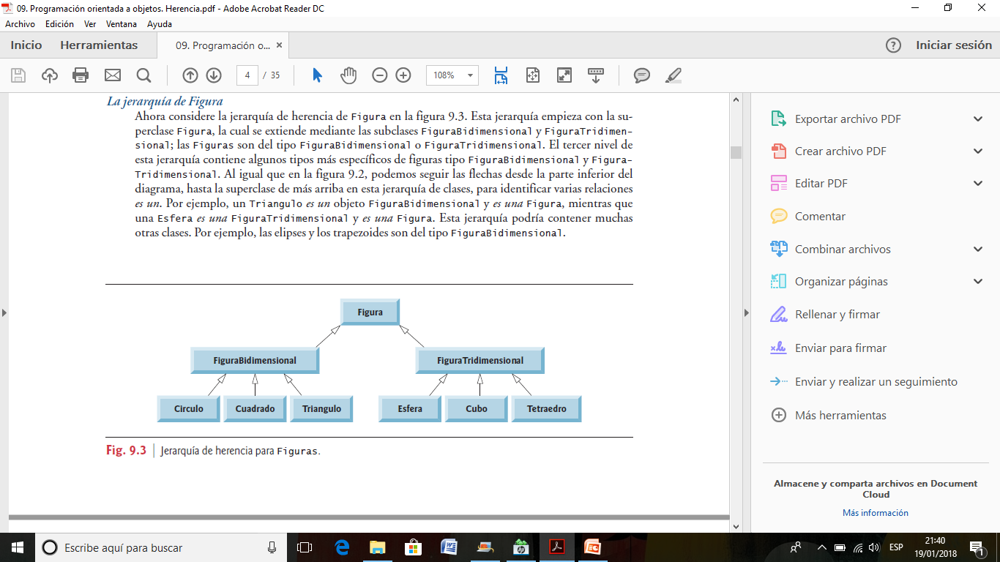 09. Programación orientada a objetos. Herencia.pdf - Adobe Acrobat Reader DC
Archivo Edición Ver Ventana Ayuda
Inicio Herramientas 09. Programación o... × ? Iniciar sesión
4 / 35 108%
La jerarquía de Figura
Ahora considere la jerarquía de herencia de Figura en la figura 9.3. Esta jerarquía empieza con la su-
perclase Figura, la cual se extiende mediante las subclases FiguraBidimensional y FiguraTridimen-
sional; las Figuras son del tipo FiguraBidimensional o FiguraTridimensional. El tercer nivel de
esta jerarquía contiene algunos tipos más específicos de figuras tipo FiguraBidimensional y Figura-
Tridimensional. Al igual que en la figura 9.2, podemos seguir las flechas desde la parte inferior del
diagrama, hasta la superclase de más arriba en esta jerarquía de clases, para identificar varias relaciones
es un. Por ejemplo, un Triangulo es un objeto FiguraBidimensional y es una Figura, mientras que
una Esfera es una FiguraTridimensional y es una Figura. Esta jerarquía podría contener muchas
otras clases. Por ejemplo, las elipses y los trapezoides son del tipo FiguraBidimensional.
Figura
FiguraBidimensional FiguraTridimensional
Circulo Cuadrado Triangulo Esfera Cubo Tetraedro
Fig. 9.3 | Jerarquía de herencia para Figuras.
Exportar archivo PDF
Crear archivo PDF
Editar PDF
Comentar
Combinar archivos
Organizar páginas
Rellenar y firmar
Enviar para firmar
Enviar y realizar un seguimiento
Más herramientas
Almacene y comparta archivos en Document
Cloud
Más información
Escribe aquí para buscar
ESP
21:40
19/01/2018
1